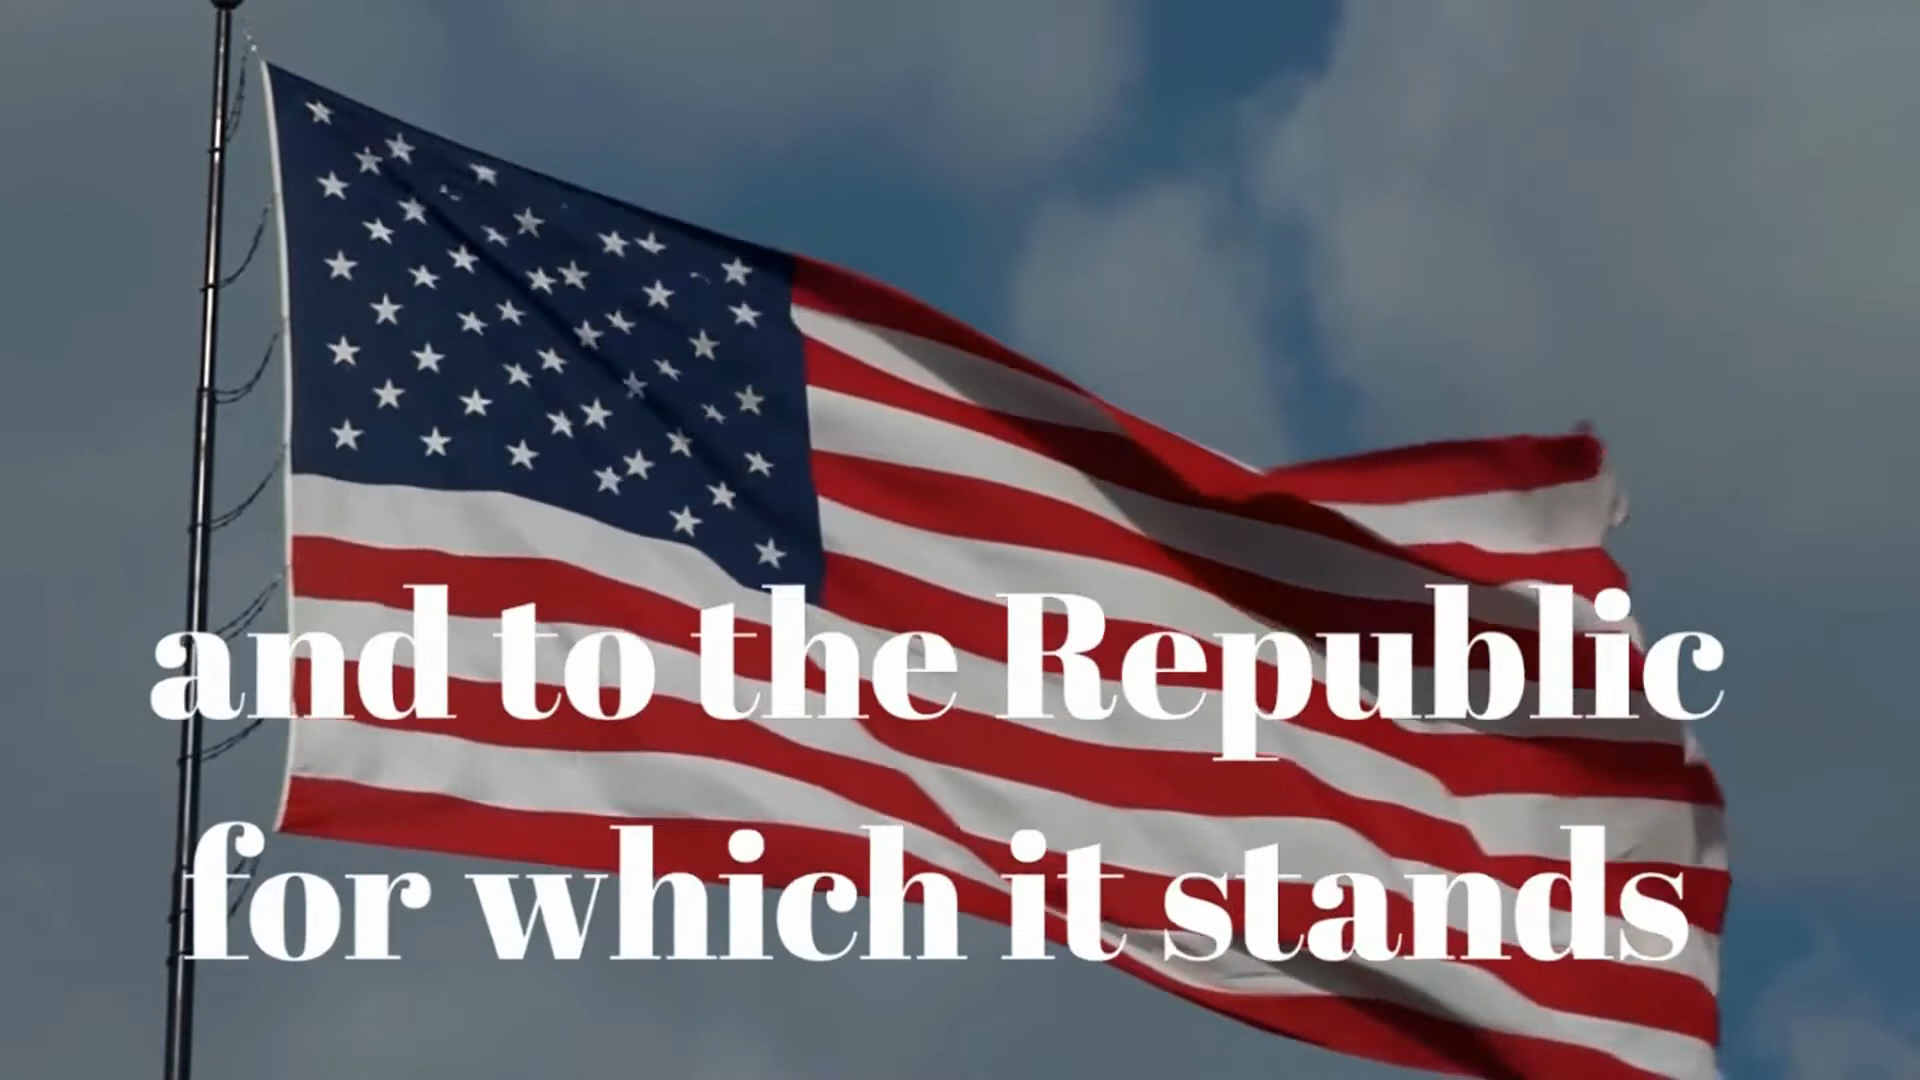 and to the Republic
for which it stands